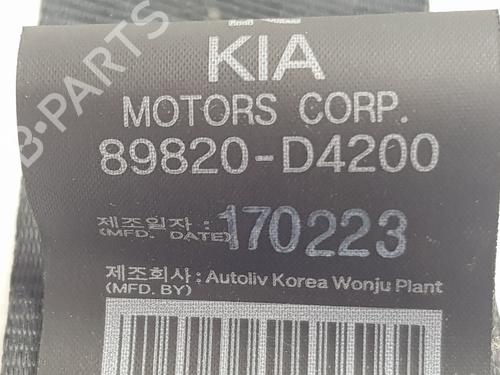 KIA
MOTORS CORP.
89820-D4200
제조일자 : 170223
(MFD. DATE)
제조회사 : Autoliv Korea Wonju Plant
(MFD. BY)
B-PARTS